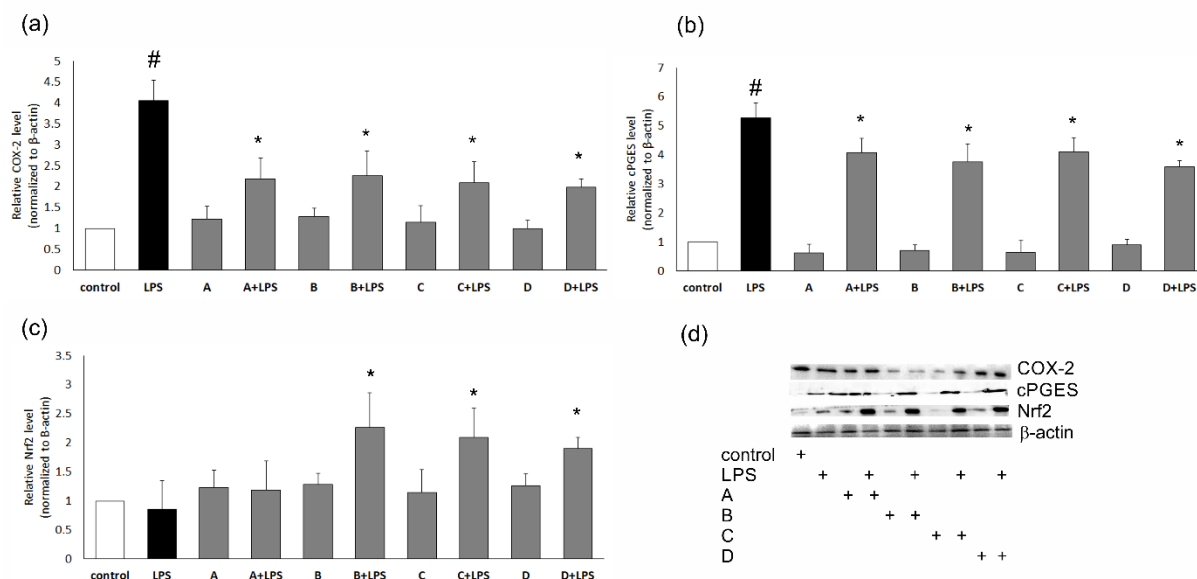 (a)
Relative COX-2 level
(normalized to β-actin)
5
4.5
4
3.5
3
2.5
2
1.5
1
0.5
0
#
*
*
*
*
control LPS A A+LPS B B+LPS C C+LPS D D+LPS
(b)
Relative cPGES level
(normalized to β-actin)
7
6
5
4
3
2
1
0
#
*
*
*
*
control LPS A A+LPS B B+LPS C C+LPS D D+LPS
(c)
Relative Nrf2 level
(normalized to B-actin)
3.5
3
2.5
2
1.5
1
0.5
0
*
*
*
control LPS A A+LPS B B+LPS C C+LPS D D+LPS
(d)
COX-2
cPGES
Nrf2
β-actin
control +
LPS + + + + +
A + +
B + +
C + +
D + +